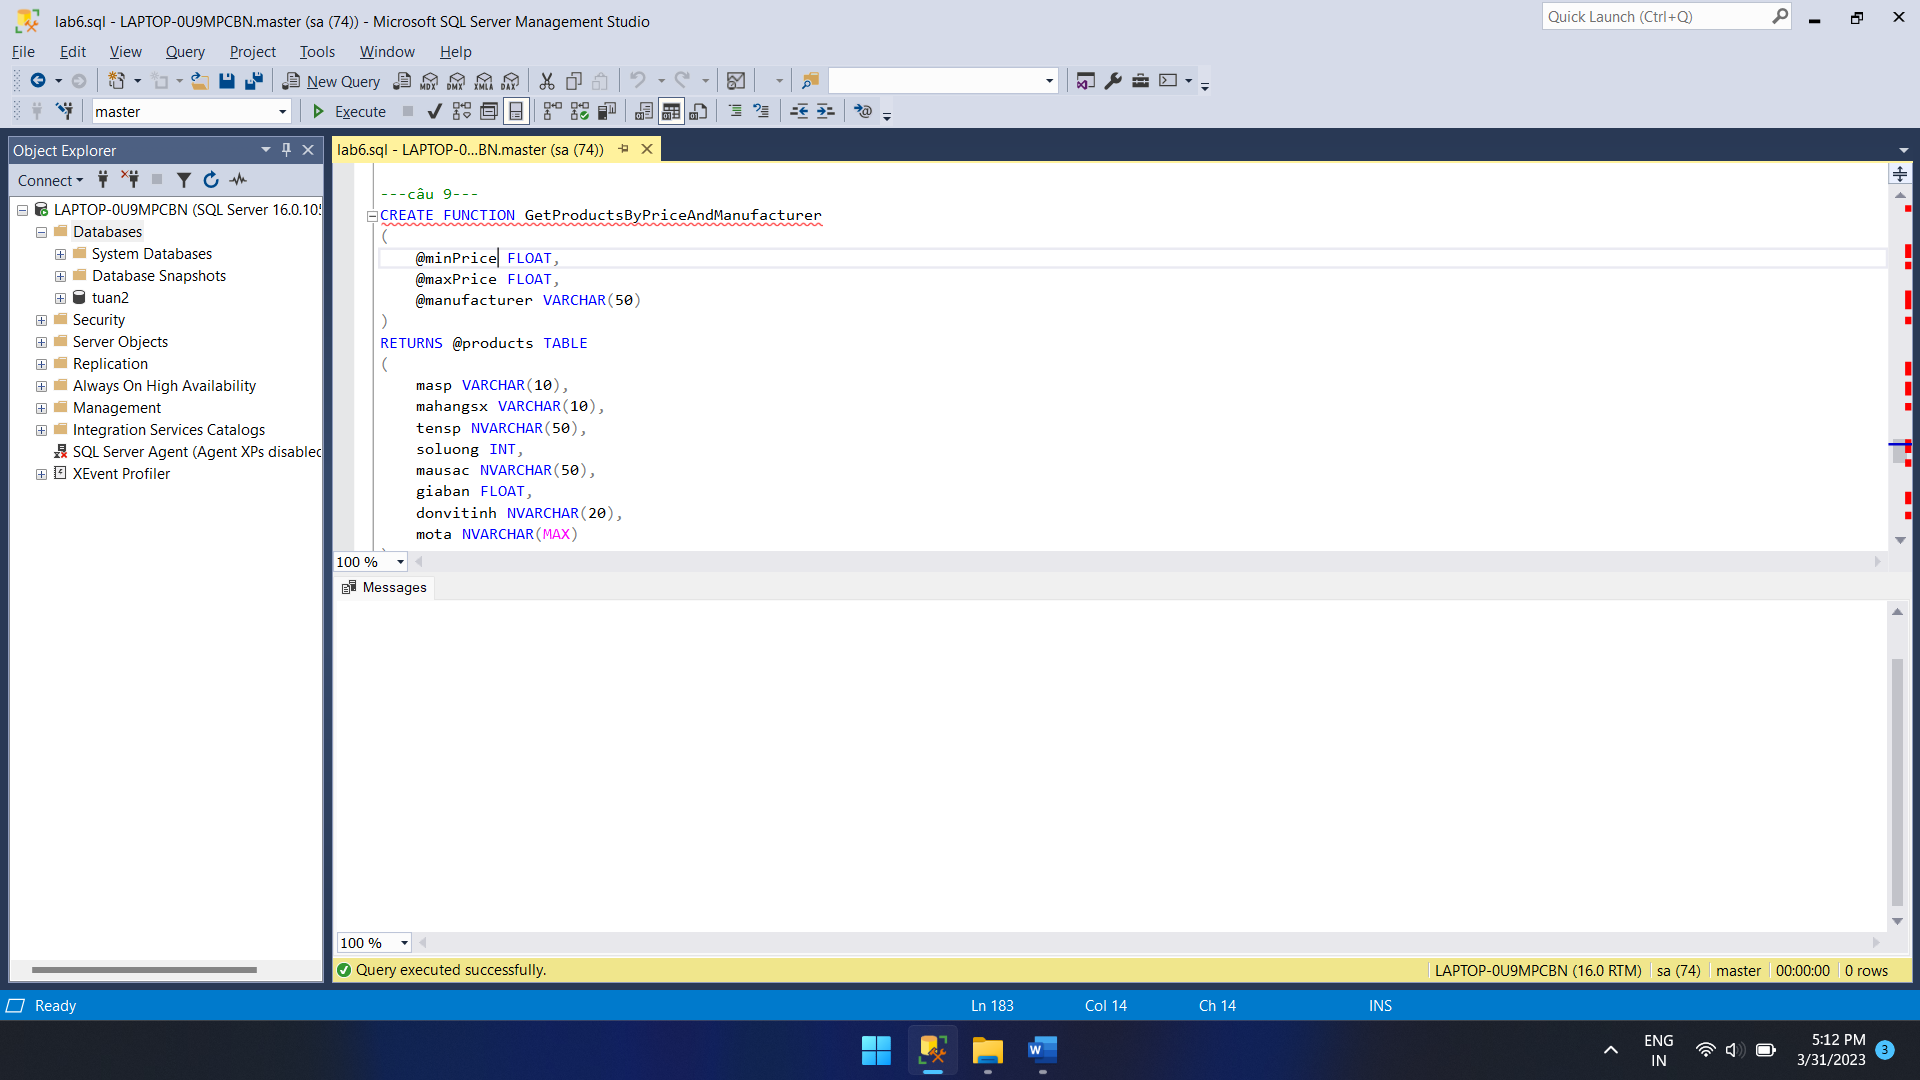 lab6.sql - LAPTOP-0U9MPCBN.master (sa (74)) - Microsoft SQL Server Management Studio
Quick Launch (Ctrl+Q)
File Edit View Query Project Tools Window Help
New Query MDX DMX XMLA DAX
master Execute
Object Explorer
Connect
LAPTOP-0U9MPCBN (SQL Server 16.0.105
Databases
System Databases
Database Snapshots
tuan2
Security
Server Objects
Replication
Always On High Availability
Management
Integration Services Catalogs
SQL Server Agent (Agent XPs disabled
XEvent Profiler
lab6.sql - LAPTOP-0...BN.master (sa (74))
---câu 9---
CREATE FUNCTION GetProductsByPriceAndManufacturer
(
@minPrice FLOAT,
@maxPrice FLOAT,
@manufacturer VARCHAR(50)
)
RETURNS @products TABLE
(
masp VARCHAR(10),
mahangsx VARCHAR(10),
tensp NVARCHAR(50),
soluong INT,
mausac NVARCHAR(50),
giaban FLOAT,
donvitinh NVARCHAR(20),
mota NVARCHAR(MAX)
100 %
Messages
100 %
Query executed successfully. LAPTOP-0U9MPCBN (16.0 RTM) sa (74) master 00:00:00 0 rows
Ready Ln 183 Col 14 Ch 14 INS
ENG
IN
5:12 PM
3/31/2023
3